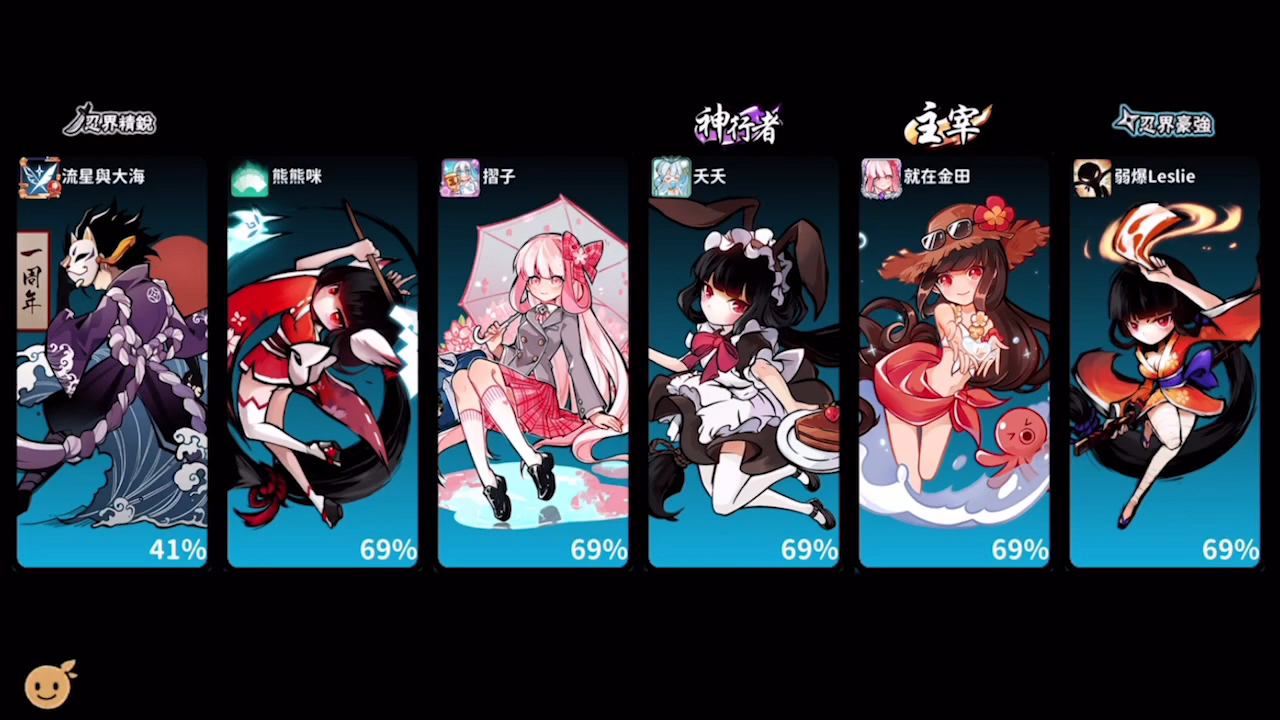 忍界精銳
神行者
主宰
忍界豪強
流星與大海
熊熊咪
摺子
天天
就在金田
弱爆Leslie
一周年
41%
69%
69%
69%
69%
69%